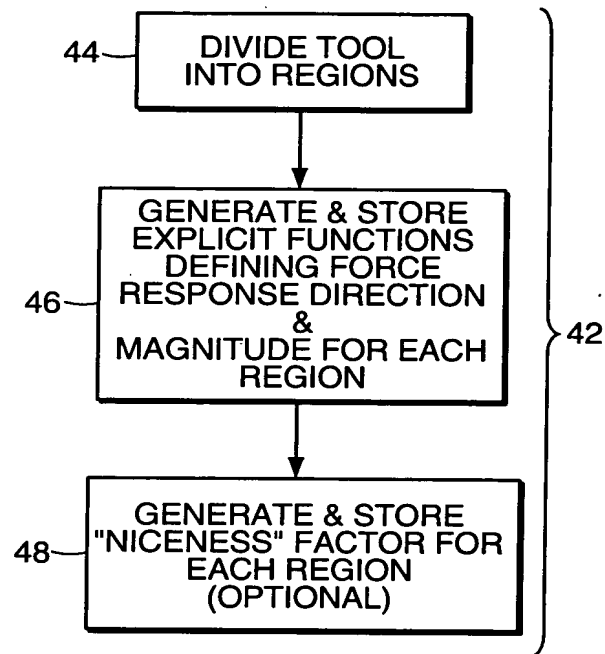 44
DIVIDE TOOL
INTO REGIONS
46
GENERATE & STORE
EXPLICIT FUNCTIONS
DEFINING FORCE
RESPONSE DIRECTION
&
MAGNITUDE FOR EACH
REGION
42
48
GENERATE & STORE
"NICENESS" FACTOR FOR
EACH REGION
(OPTIONAL)